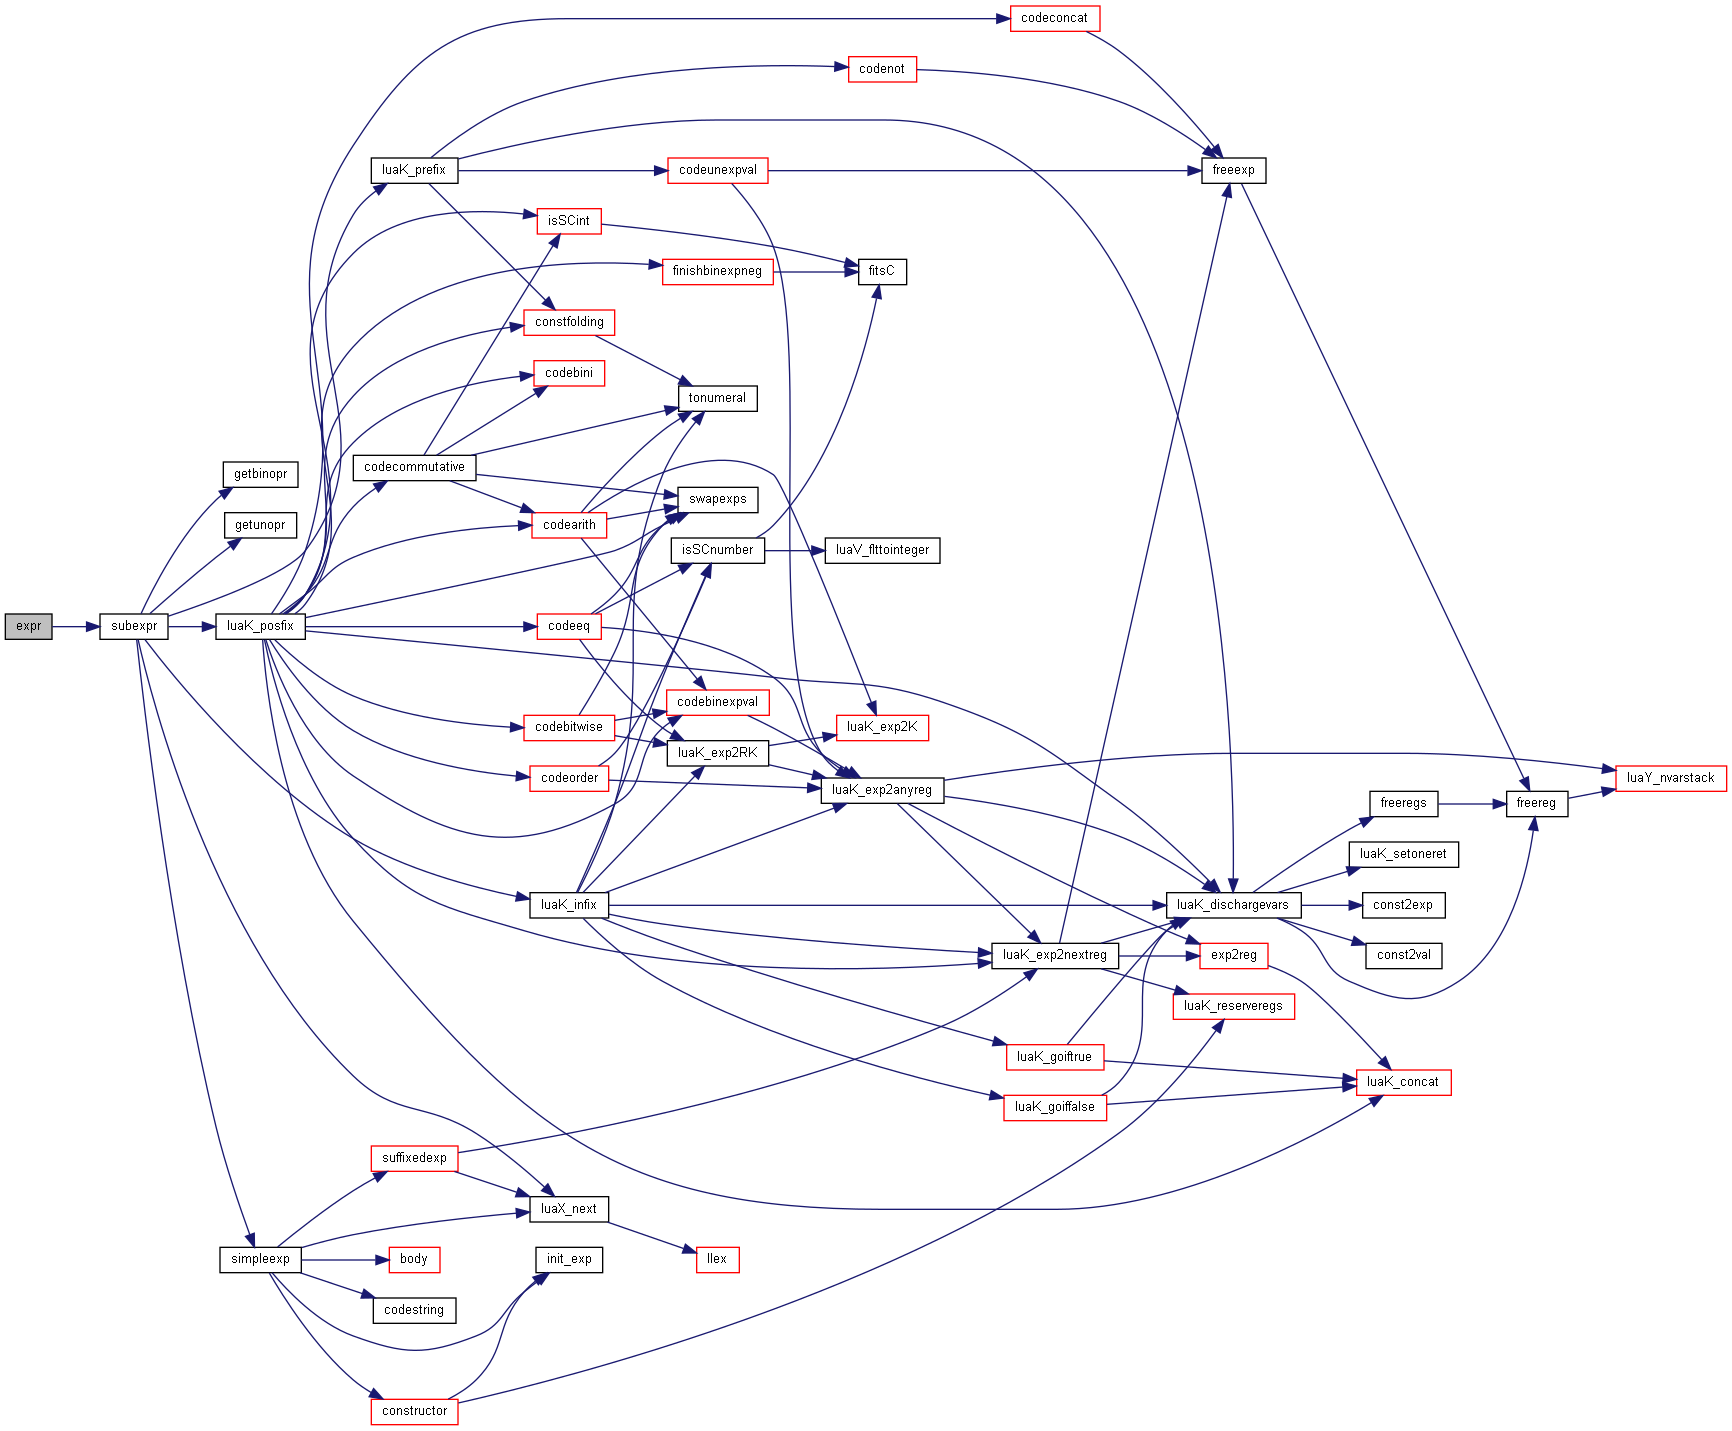 codeconcat
codenot
luaK_prefix
codeunexpval
freeexp
isSCint
finishbinexpneg
fitsC
constfolding
codebini
tonumeral
codecommutative
getbinopr
swapexps
getunopr
codearith
isSCnumber
luaV_flttointeger
expr
subexpr
luaK_posfix
codeeq
codebinexpval
codebitwise
luaK_exp2K
luaK_exp2RK
codeorder
luaK_exp2anyreg
luaY_nvarstack
freeregs
freereg
luaK_setoneret
luaK_infix
luaK_dischargevars
const2exp
luaK_exp2nextreg
exp2reg
const2val
luaK_reserveregs
luaK_goiftrue
luaK_concat
luaK_goiffalse
suffixedexp
luaX_next
simpleexp
body
init_exp
llex
codestring
constructor